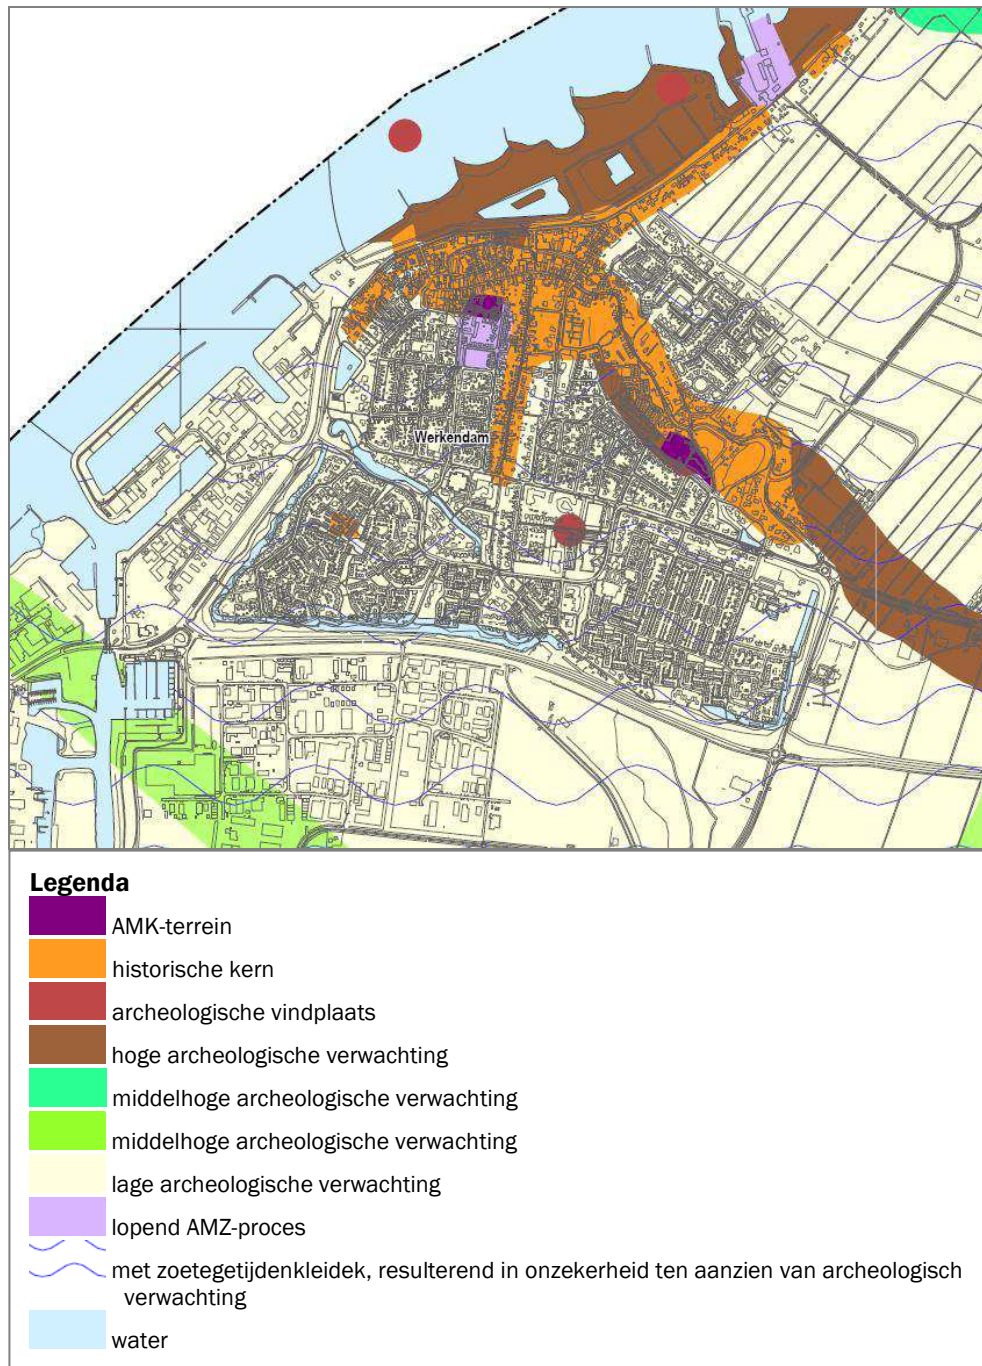 Werkendam
Legenda
AMK-terrein
historische kern
archeologische vindplaats
hoge archeologische verwachting
middelhoge archeologische verwachting
middelhoge archeologische verwachting
lage archeologische verwachting
lopend AMZ-proces
met zoetegetijdenkleidek, resulterend in onzekerheid ten aanzien van archeologisch
verwachting
water